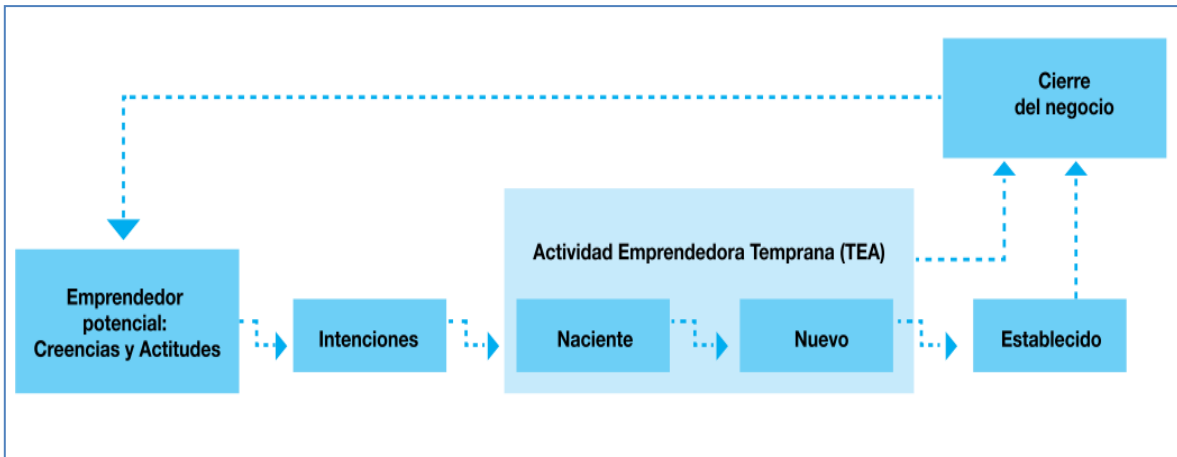 Cierre
del negocio
Actividad Emprendedora Temprana (TEA)
Emprendedor
potencial:
Creencias y Actitudes
Intenciones
Naciente
Nuevo
Establecido